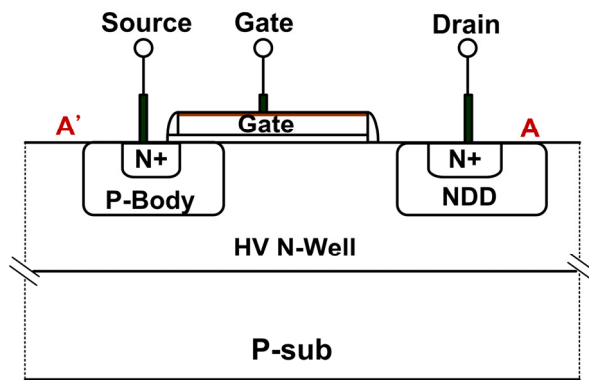 Source Gate Drain
A’ Gate A
N+ N+
P-Body NDD
HV N-Well
P-sub